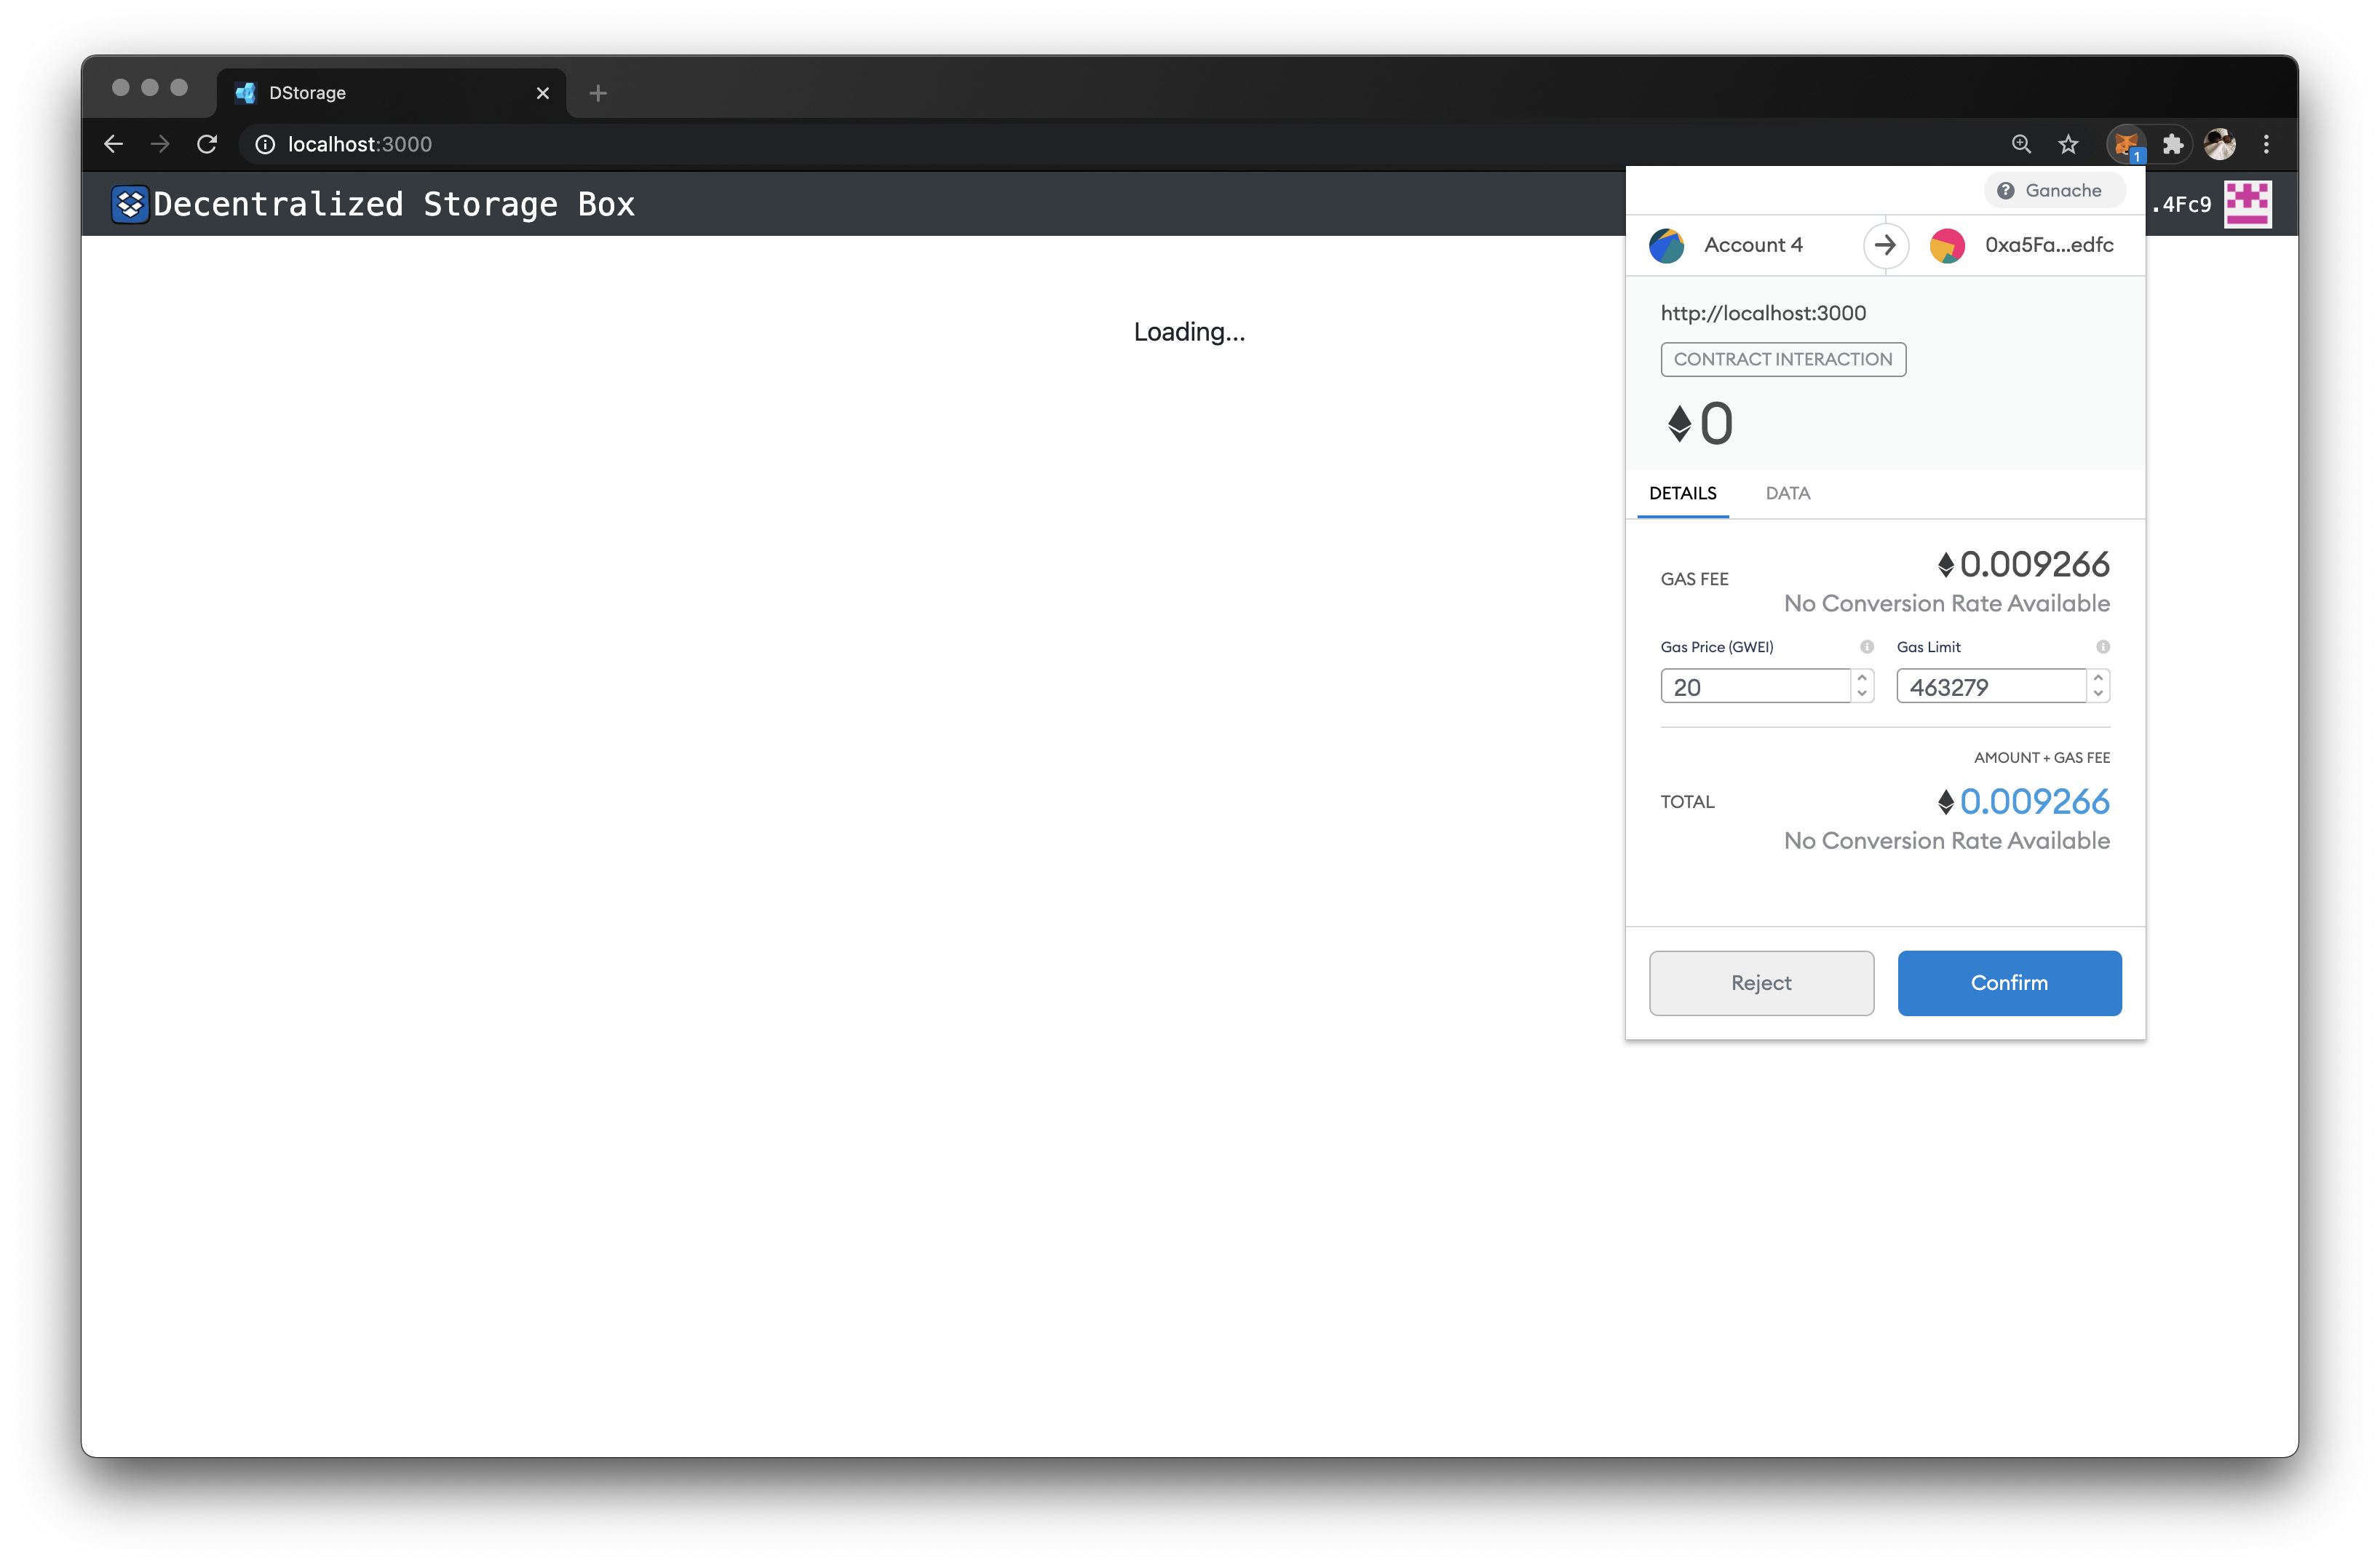 DStorage
localhost:3000
1
Decentralized Storage Box
.4Fc9
Loading...
Ganache
Account 4
0xa5Fa...edfc
http://localhost:3000
CONTRACT INTERACTION
0
DETAILS DATA
GAS FEE
0.009266
No Conversion Rate Available
Gas Price (GWEI) Gas Limit
20 463279
AMOUNT + GAS FEE
TOTAL
0.009266
No Conversion Rate Available
Reject Confirm